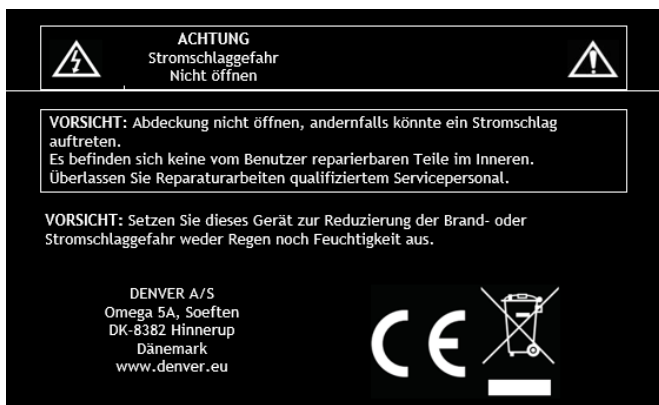 ACHTUNG
Stromschlaggefahr
Nicht öffnen
VORSICHT: Abdeckung nicht öffnen, andernfalls könnte ein Stromschlag
auftreten.
Es befinden sich keine vom Benutzer reparierbaren Teile im Inneren.
Überlassen Sie Reparaturarbeiten qualifiziertem Servicepersonal.
VORSICHT: Setzen Sie dieses Gerät zur Reduzierung der Brand- oder
Stromschlaggefahr weder Regen noch Feuchtigkeit aus.
DENVER A/S
Omega 5A, Soeften
DK-8382 Hinnerup
Dänemark
www.denver.eu
CE